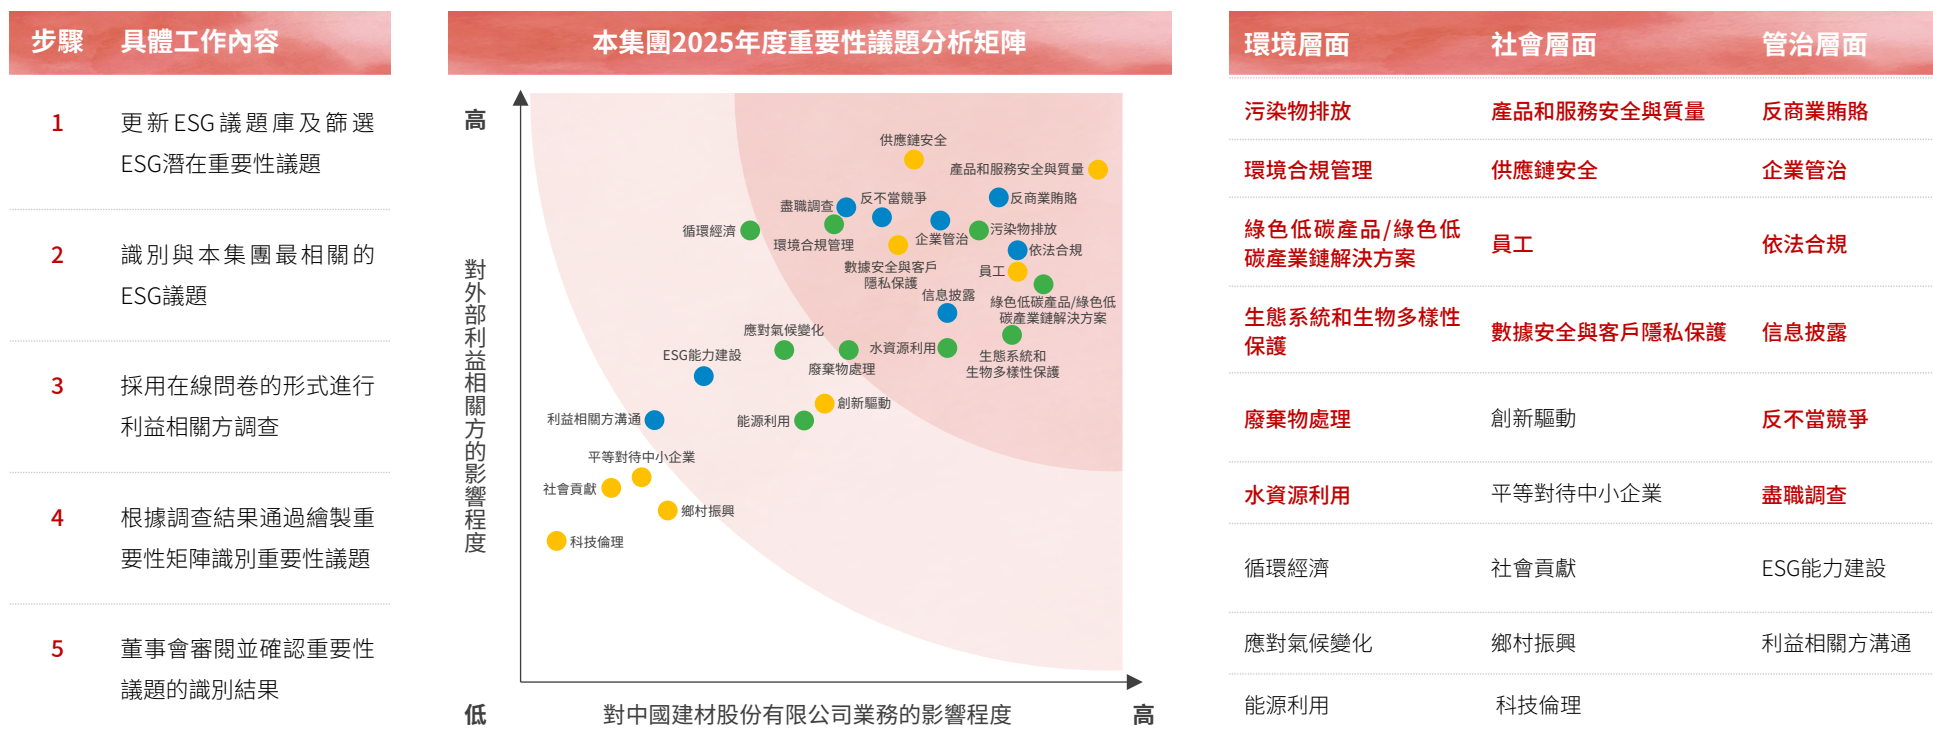 步驟 具體工作內容
1 更新ESG議題庫及篩選
ESG潛在重要性議題
2 識別與本集團最相關的
ESG議題
3 採用在線問卷的形式進行
利益相關方調查
4 根據調查結果通過繪製重
要性矩陣識別重要性議題
5 董事會審閱並確認重要性
議題的識別結果
本集團2025年度重要性議題分析矩陣
高
對外部利益相關方的影響程度
供應鏈安全
產品和服務安全與質量
盡職調查
反不當競爭
反商業賄賂
循環經濟
環境合規管理
企業管治
污染物排放
數據安全與客戶
隱私保護
依法合規
員工
信息披露
綠色低碳產品/綠色低
碳產業鏈解決方案
應對氣候變化
廢棄物處理
水資源利用
生態系統和
生物多樣性保護
ESG能力建設
創新驅動
能源利用
利益相關方溝通
平等對待中小企業
社會貢獻
鄉村振興
科技倫理
低
對中國建材股份有限公司業務的影響程度
高
環境層面 社會層面 管治層面
污染物排放 產品和服務安全與質量 反商業賄賂
環境合規管理 供應鏈安全 企業管治
綠色低碳產品/綠色低
碳產業鏈解決方案 員工 依法合規
生態系統和生物多樣性
保護 數據安全與客戶隱私保護 信息披露
廢棄物處理 創新驅動 反不當競爭
水資源利用 平等對待中小企業 盡職調查
循環經濟 社會貢獻 ESG能力建設
應對氣候變化 鄉村振興 利益相關方溝通
能源利用 科技倫理